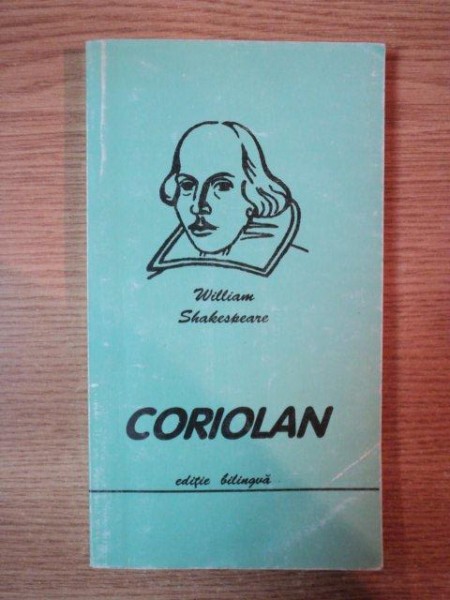 William
Shakespeare
CORIOLAN
ediție bilingvă